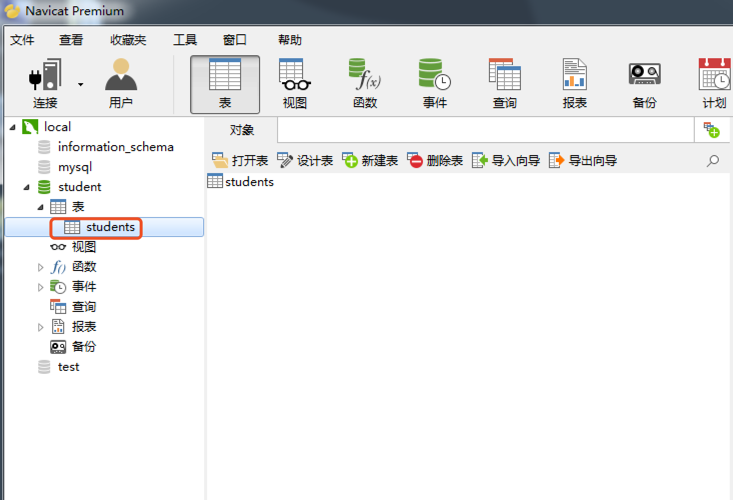 Navicat Premium
文件 查看 收藏夹 工具 窗口 帮助
连接 用户 表 视图 函数 事件 查询 报表 备份 计划
f(x)
local
information_schema
mysql
student
表
students
视图
f() 函数
事件
查询
报表
备份
test
对象
打开表 设计表 新建表 删除表 导入向导 导出向导
students